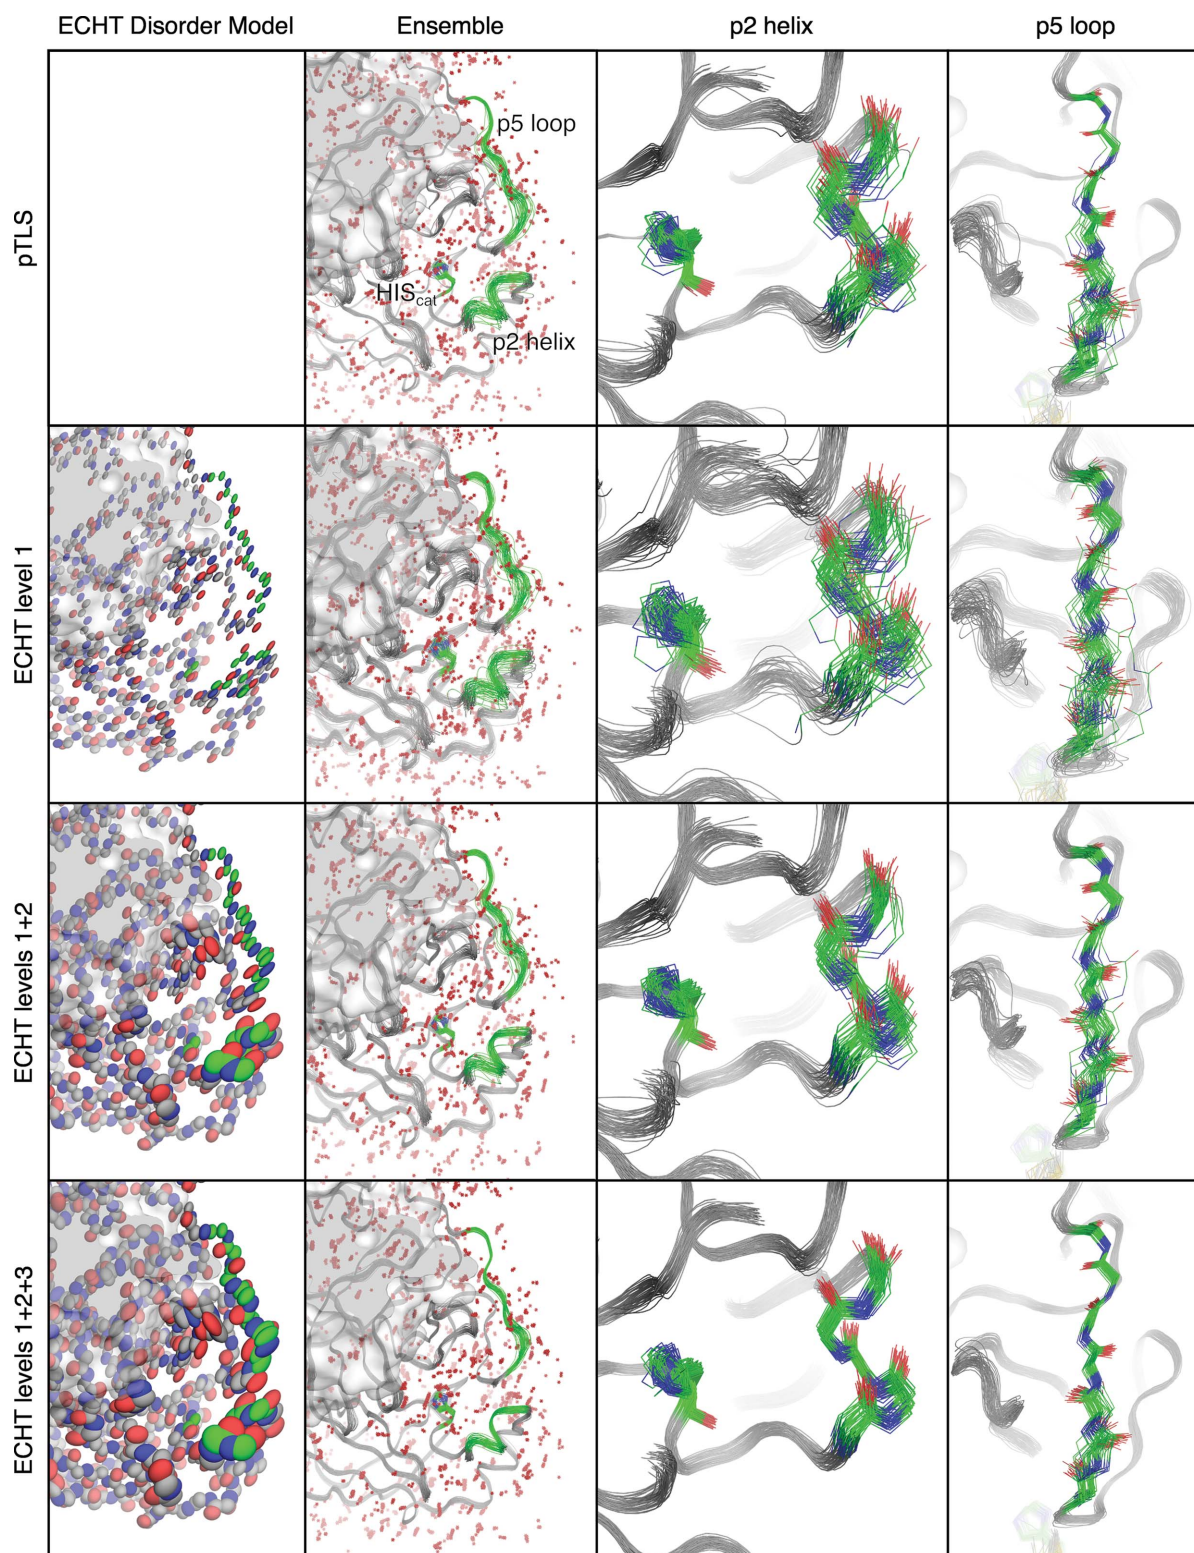 ECHT Disorder Model
Ensemble
p2 helix
p5 loop
pTLS
p5 loop
HIScat
p2 helix
ECHT level 1
ECHT levels 1+2
ECHT levels 1+2+3